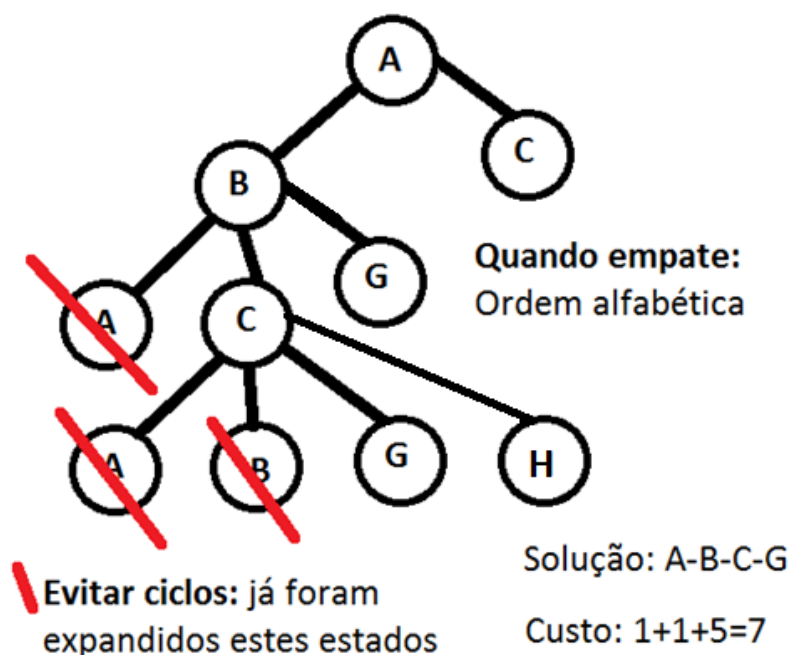 A
C
B
G
Quando empate:
Ordem alfabética
A
C
A
B
G
H
Solução: A-B-C-G
Evitar ciclos: já foram
expandidos estes estados
Custo: 1+1+5=7